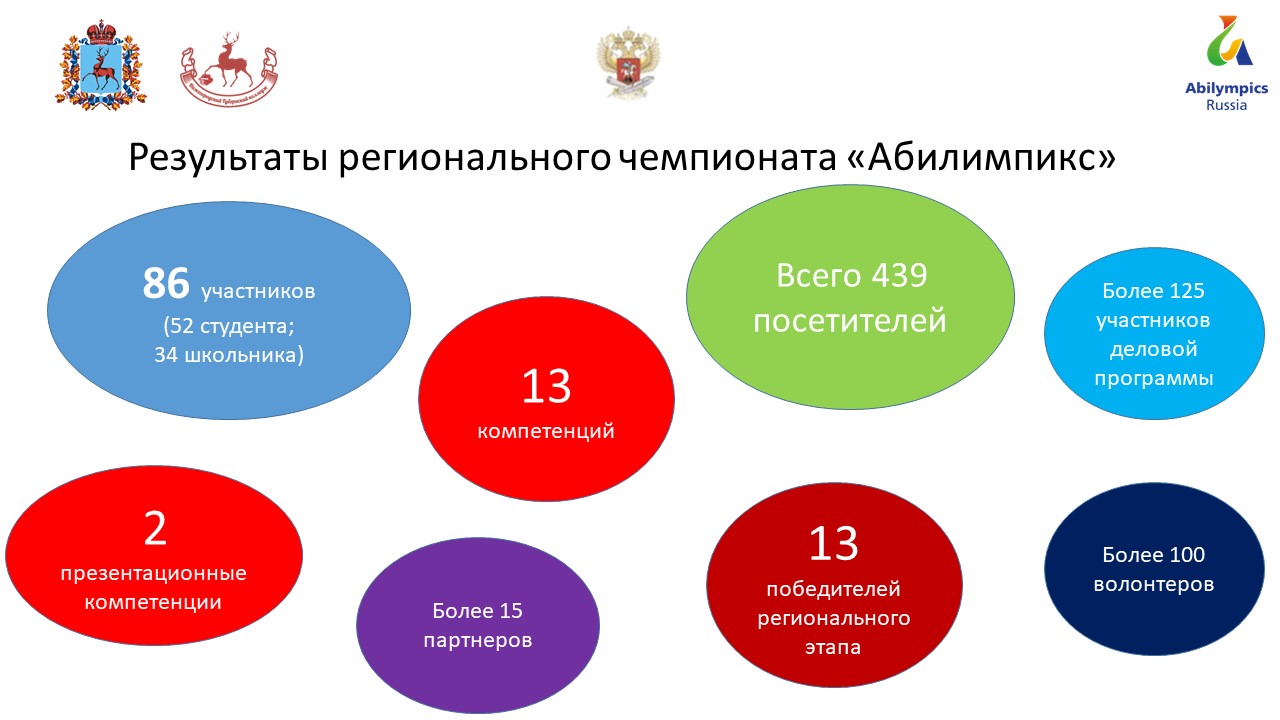 Abilympics
Russia
Результаты регионального чемпионата «Абилимпикс»
86 участников
(52 студента;
34 школьника)
13
компетенций
Всего 439
посетителей
Более 125
участников
деловой
программы
2
презентационные
компетенции
Более 15
партнеров
13
победителей
регионального
этапа
Более 100
волонтеров